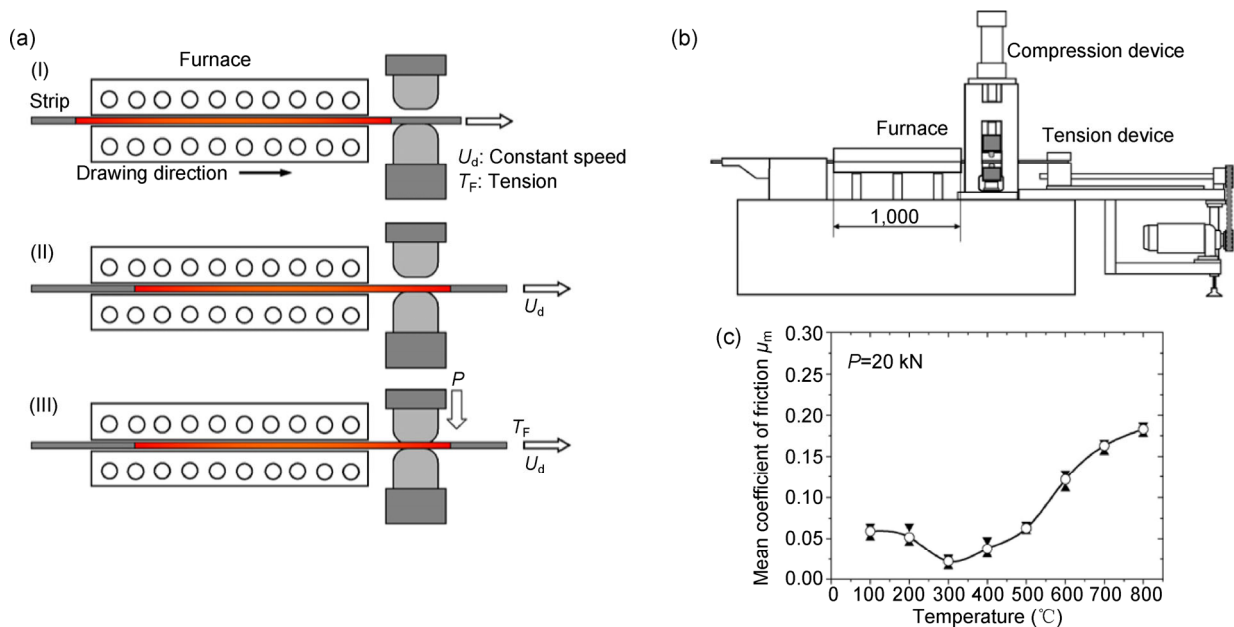 (a)
(I)
Furnace
Strip
Drawing direction
U_d: Constant speed
T_F: Tension
(II)
U_d
P
(III)
T_F
U_d
(b)
Compression device
Furnace
Tension device
1,000
(c)
P=20 kN
Mean coefficient of friction μ_m
0.30
0.25
0.20
0.15
0.10
0.05
0.00
0 100 200 300 400 500 600 700 800
Temperature (℃)